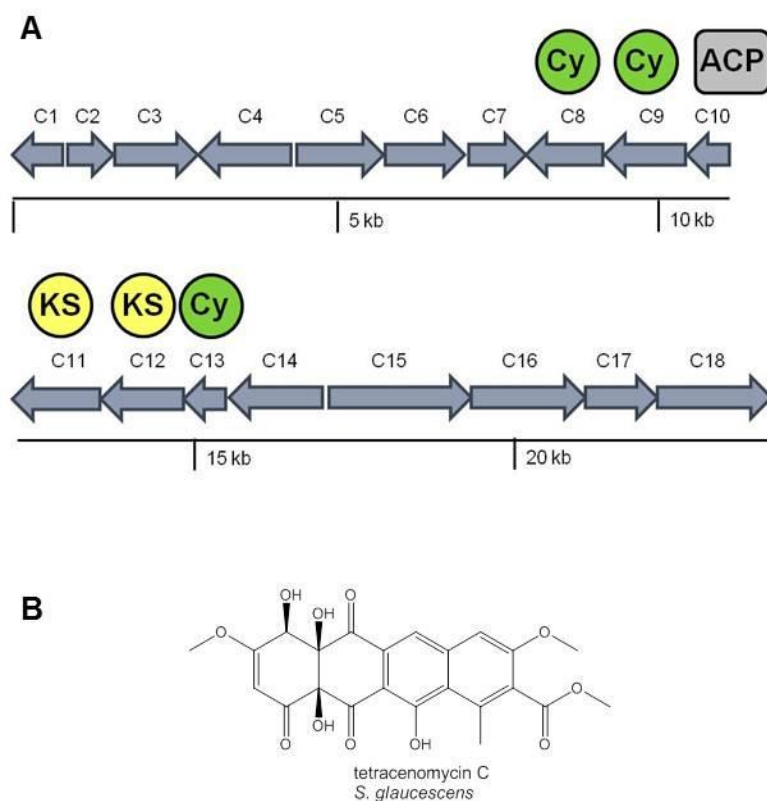 A
Cy Cy ACP
C1 C2 C3 C4 C5 C6 C7 C8 C9 C10
5 kb 10 kb
KS KS Cy
C11 C12 C13 C14 C15 C16 C17 C18
15 kb 20 kb
B
OH O
OH
O O
O
O OH O OH O
tetracenomycin C
S. glaucescens